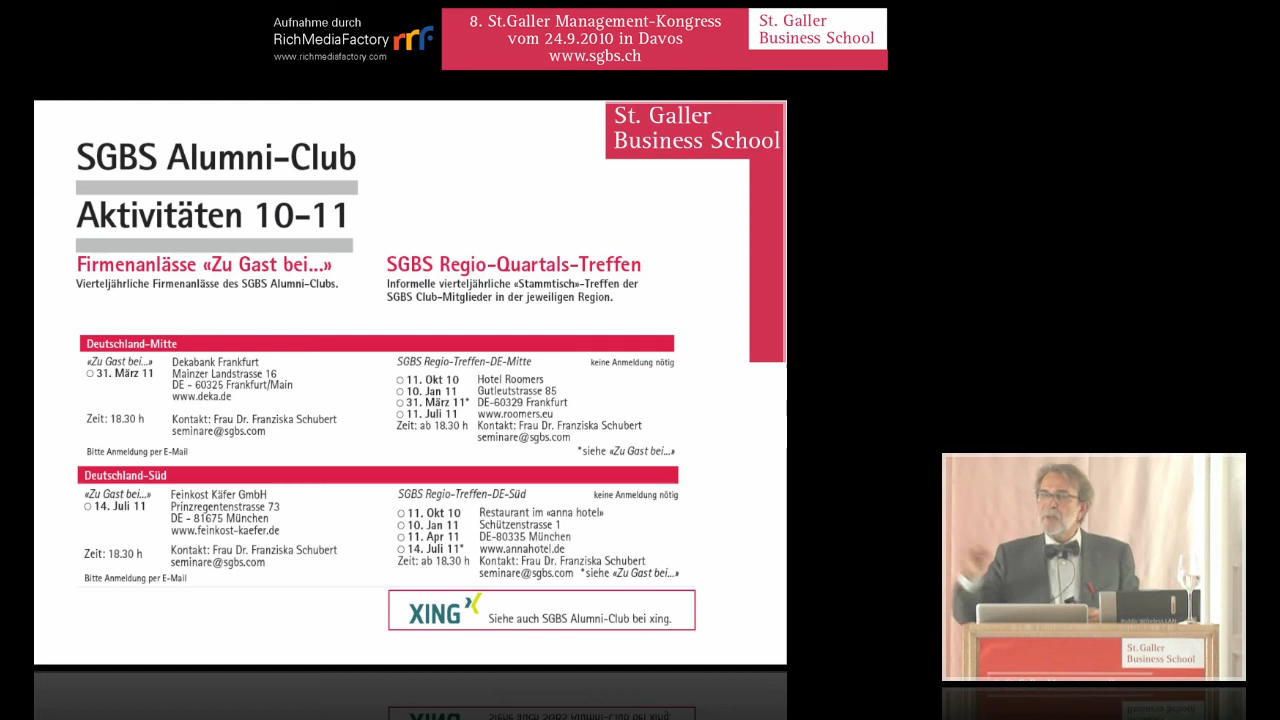 Aufnahme durch
RichMediaFactory rrf
www.richmediafactory.com
8. St.Galler Management-Kongress
vom 24.9.2010 in Davos
www.sgbs.ch
St. Galler
Business School
St. Galler
Business School
SGBS Alumni-Club
Aktivitäten 10-11
Firmenanlässe «Zu Gast bei...»
Vierteljährliche Firmenanlässe des SGBS Alumni-Clubs.
SGBS Regio-Quartals-Treffen
Informelle vierteljährliche «Stammtisch»-Treffen der
SGBS Club-Mitglieder in der jeweiligen Region.
Deutschland-Mitte
«Zu Gast bei...»
31. März 11
Zeit: 18.30 h
Dekabank Frankfurt
Mainzer Landstrasse 16
DE - 60325 Frankfurt/Main
www.deka.de
Kontakt: Frau Dr. Franziska Schubert
seminare@sgbs.com
Bitte Anmeldung per E-Mail
SGBS Regio-Treffen-DE-Mitte
keine Anmeldung nötig
11. Okt 10
10. Jan 11
31. März 11*
11. Juli 11
Zeit: ab 18.30 h
Hotel Roomers
Gutleutstrasse 85
DE-60329 Frankfurt
www.roomers.eu
Kontakt: Frau Dr. Franziska Schubert
seminare@sgbs.com
*siehe «Zu Gast bei...»
Deutschland-Süd
«Zu Gast bei...»
14. Juli 11
Zeit: 18.30 h
Feinkost Käfer GmbH
Prinzregentenstrasse 73
DE - 81675 München
www.feinkost-kaefer.de
Kontakt: Frau Dr. Franziska Schubert
seminare@sgbs.com
Bitte Anmeldung per E-Mail
SGBS Regio-Treffen-DE-Süd
keine Anmeldung nötig
11. Okt 10
10. Jan 11
11. Apr 11
14. Juli 11*
Zeit: ab 18.30 h
Restaurant im «anna hotel»
Schützenstrasse 1
DE-80335 München
www.annahotel.de
Kontakt: Frau Dr. Franziska Schubert
seminare@sgbs.com *siehe «Zu Gast bei...»
XING Siehe auch SGBS Alumni-Club bei xing.
Public Wireless LAN
St. Galler
Business School